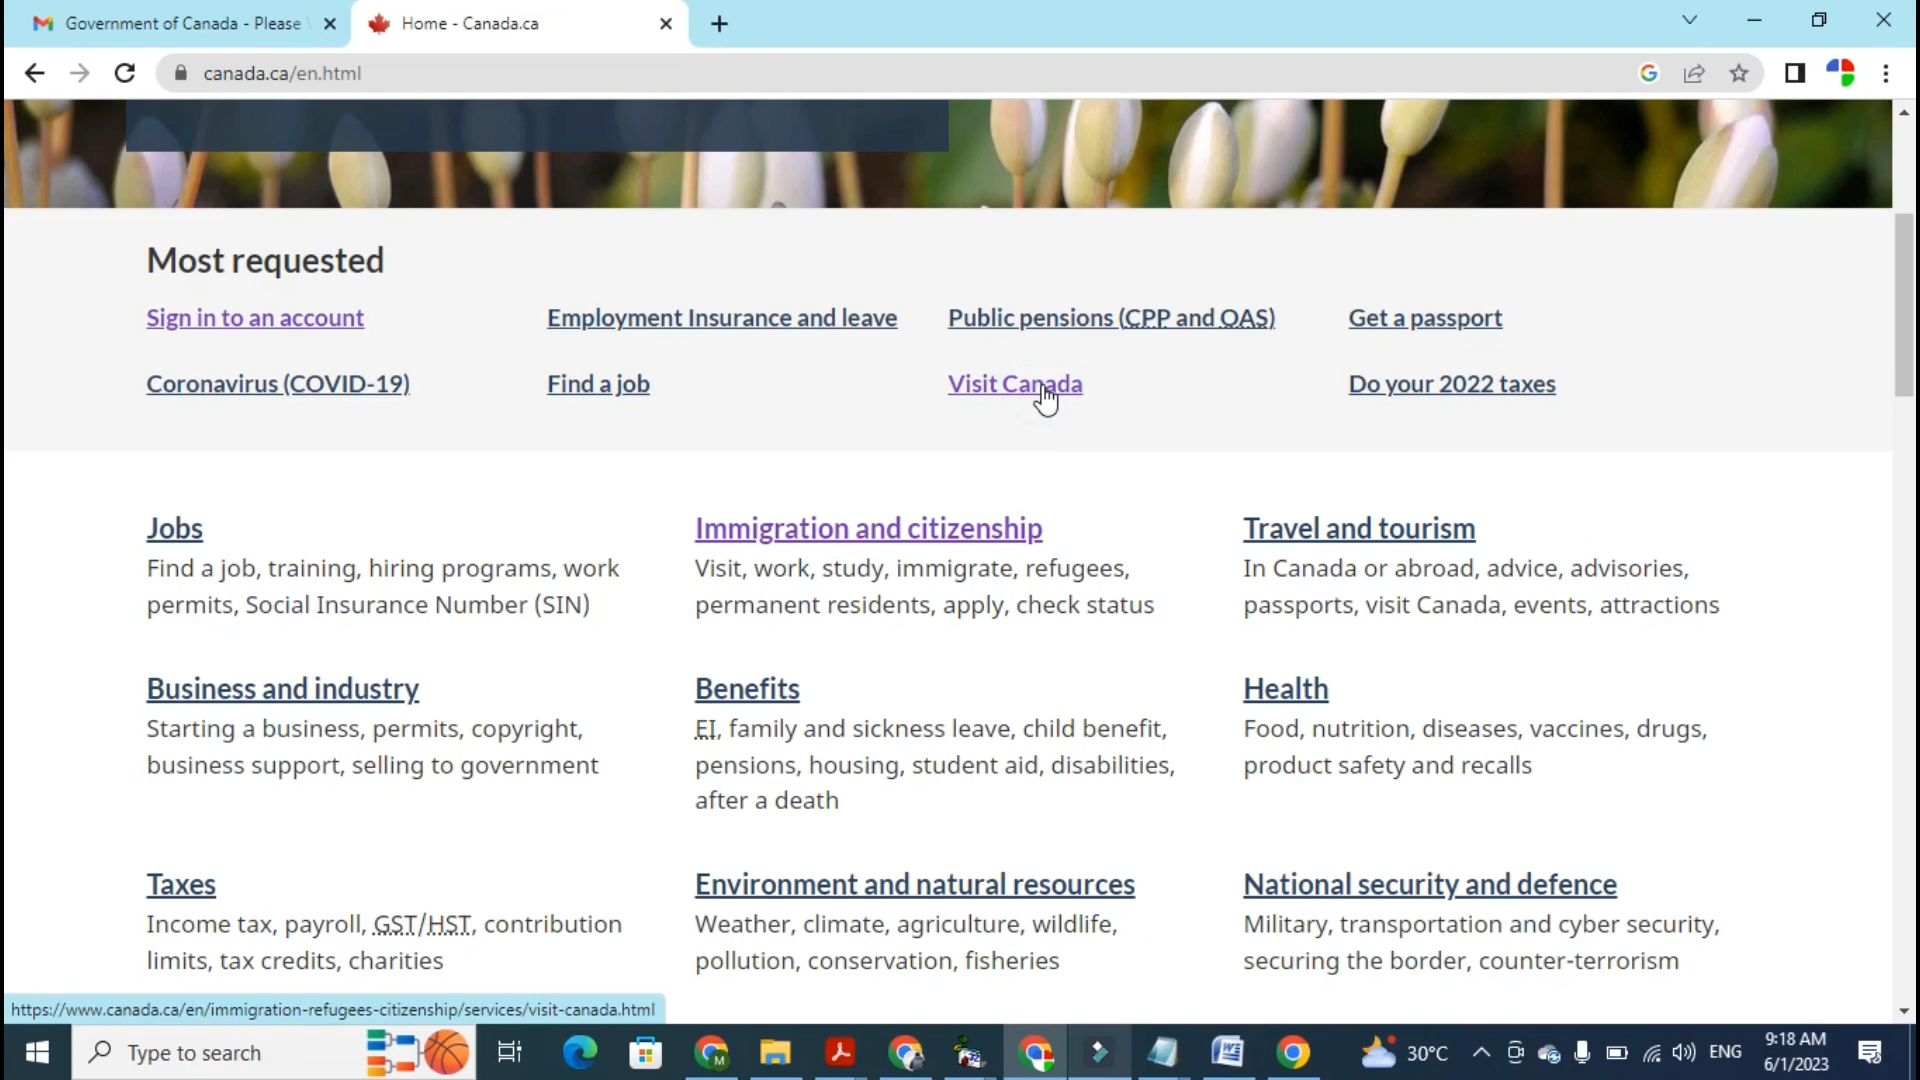 Government of Canada - Please
Home - Canada.ca
canada.ca/en.html
Most requested
Sign in to an account
Employment Insurance and leave
Public pensions (CPP and OAS)
Get a passport
Coronavirus (COVID-19)
Find a job
Visit Canada
Do your 2022 taxes
Jobs
Find a job, training, hiring programs, work
permits, Social Insurance Number (SIN)
Immigration and citizenship
Visit, work, study, immigrate, refugees,
permanent residents, apply, check status
Travel and tourism
In Canada or abroad, advice, advisories,
passports, visit Canada, events, attractions
Business and industry
Starting a business, permits, copyright,
business support, selling to government
Benefits
EI, family and sickness leave, child benefit,
pensions, housing, student aid, disabilities,
after a death
Health
Food, nutrition, diseases, vaccines, drugs,
product safety and recalls
Taxes
Income tax, payroll, GST/HST, contribution
limits, tax credits, charities
Environment and natural resources
Weather, climate, agriculture, wildlife,
pollution, conservation, fisheries
National security and defence
Military, transportation and cyber security,
securing the border, counter-terrorism
https://www.canada.ca/en/immigration-refugees-citizenship/services/visit-canada.html
Type to search
30°C
ENG
9:18 AM
6/1/2023